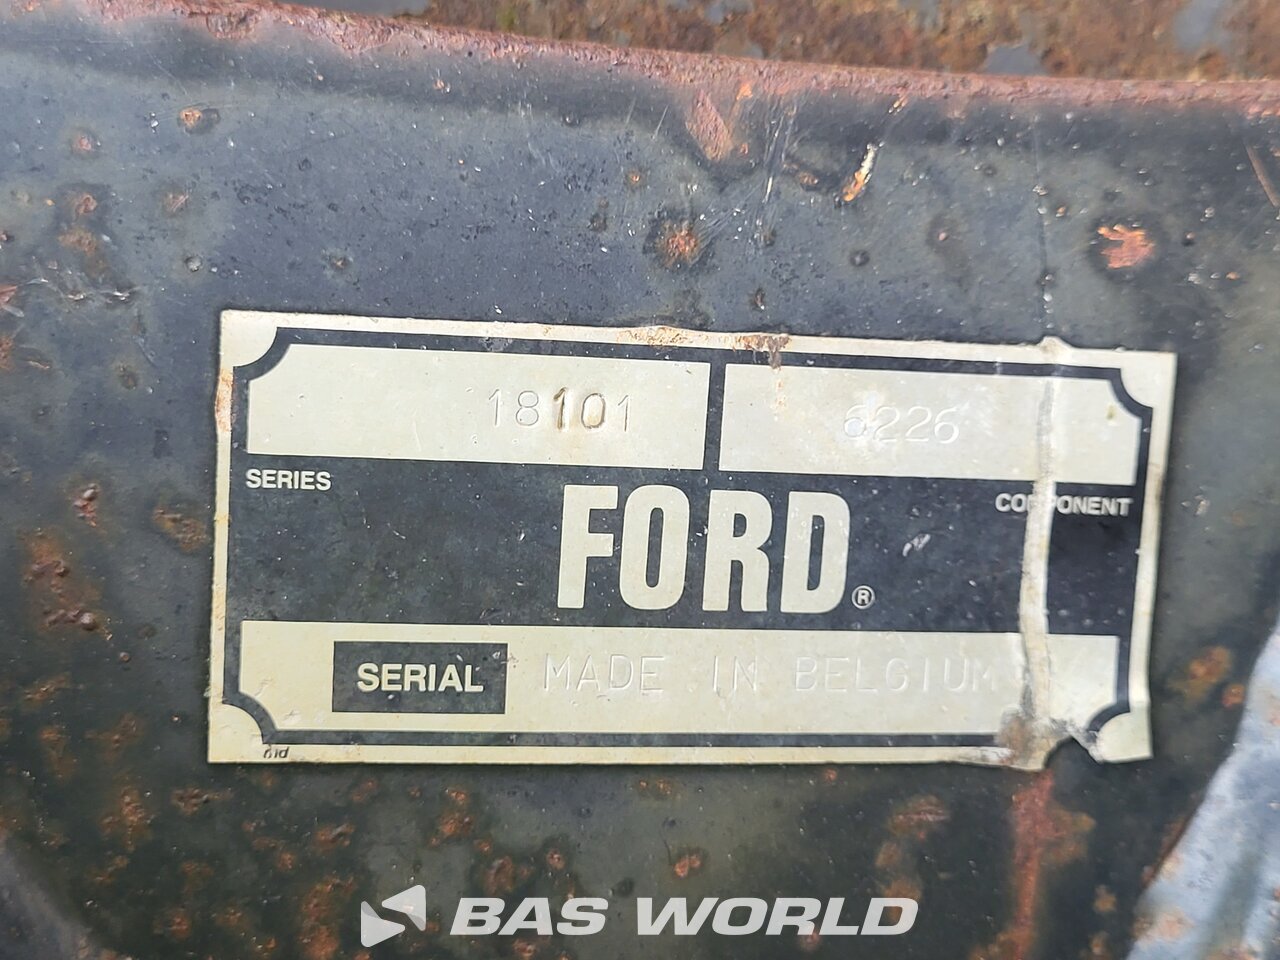 18101 6226
SERIES COMPONENT
FORD®
SERIAL MADE IN BELGIUM
BAS WORLD